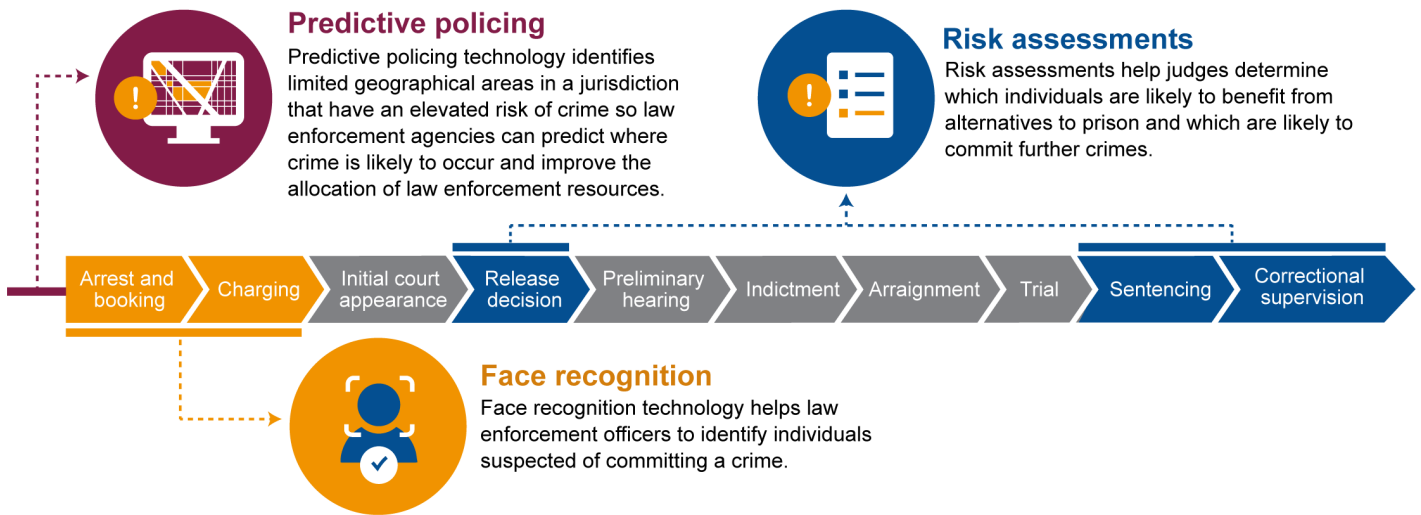 Predictive policing
Predictive policing technology identifies
limited geographical areas in a jurisdiction
that have an elevated risk of crime so law
enforcement agencies can predict where
crime is likely to occur and improve the
allocation of law enforcement resources.
Risk assessments
Risk assessments help judges determine
which individuals are likely to benefit from
alternatives to prison and which are likely to
commit further crimes.
Arrest and
booking
Charging
Initial court
appearance
Release
decision
Preliminary
hearing
Indictment
Arraignment
Trial
Sentencing
Correctional
supervision
Face recognition
Face recognition technology helps law
enforcement officers to identify individuals
suspected of committing a crime.